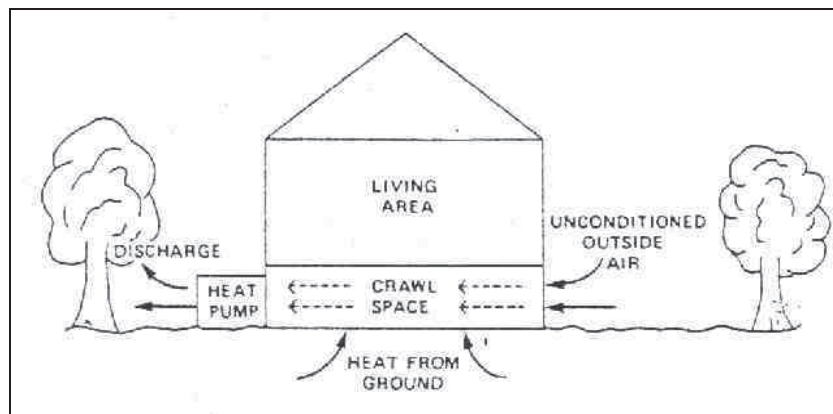 LIVING
AREA
UNCONDITIONED
OUTSIDE
AIR
DISCHARGE
HEAT
PUMP
CRAWL
SPACE
HEAT FROM
GROUND